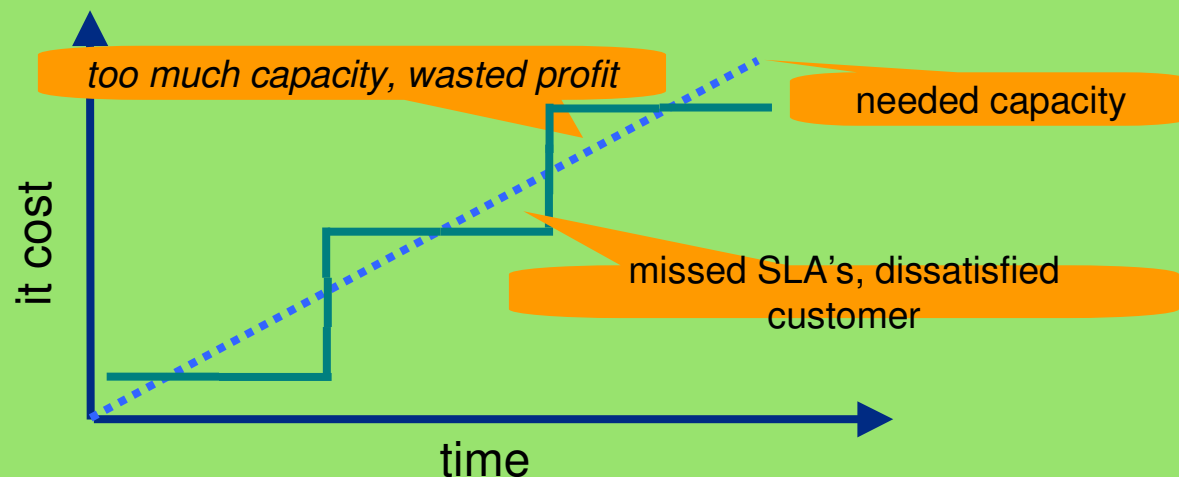 too much capacity, wasted profit
needed capacity
it cost
missed SLA's, dissatisfied
customer
time